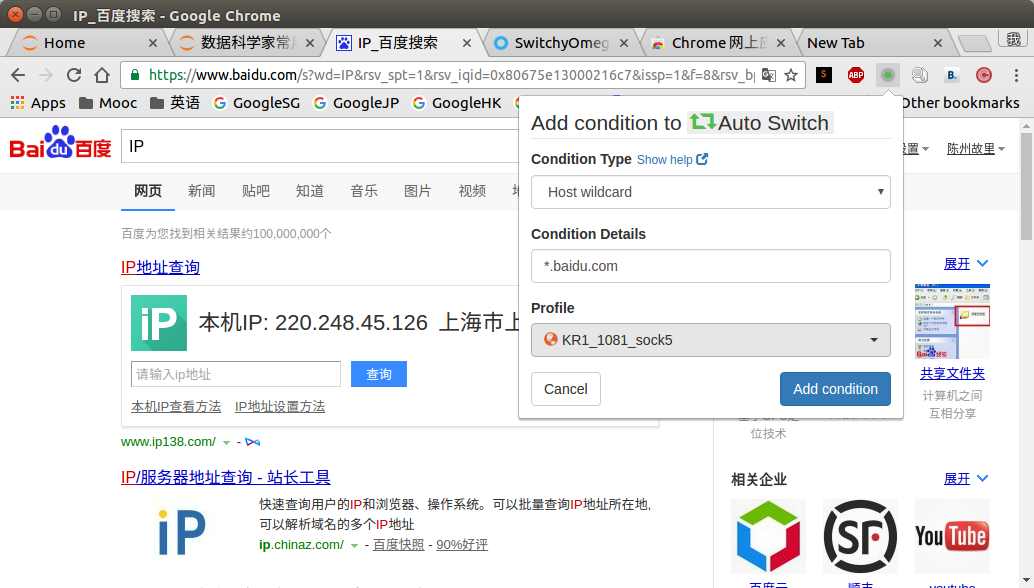 IP_百度搜索 - Google Chrome
Home
数据科学家常
IP_百度搜索
SwitchyOmeg
Chrome 网上应
New Tab
我
https://www.baidu.com/s?wd=IP&rsv_spt=1&rsv_iqid=0x80675e13000216c7&issp=1&f=8&rsv_b
S
ABP
B.
Apps
Mooc
英语
GoogleSG
GoogleJP
GoogleHK
Other bookmarks
Bai du 百度
IP
设置
陈州故里
网页
新闻
贴吧
知道
音乐
图片
视频
百度为您找到相关结果约100,000,000个
IP地址查询
iP
本机IP: 220.248.45.126 上海市上
请输入ip地址
查询
本机IP查看方法
IP地址设置方法
www.ip138.com/
-
IP/服务器地址查询 - 站长工具
iP
快速查询用户的IP和浏览器、操作系统。可以批量查询IP地址所在地,
可以解析域名的多个IP地址
ip.chinaz.com/ - 百度快照 - 90%好评
Add condition to Auto Switch
Condition Type Show help
Host wildcard
Condition Details
*.baidu.com
Profile
KR1_1081_sock5
Cancel
Add condition
展开
共享文件夹
计算机之间
互相分享
位技术
相关企业
展开
SF
YouTube
百度云
顺丰
youtube